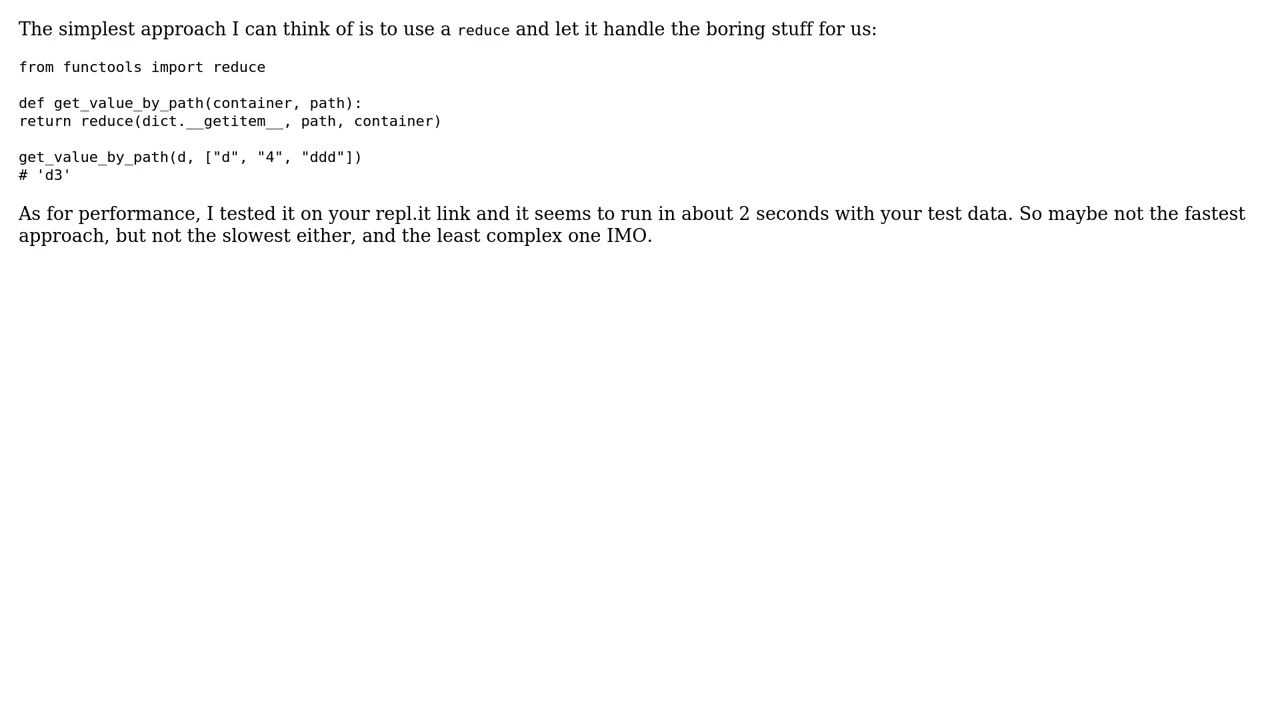 The simplest approach I can think of is to use a reduce and let it handle the boring stuff for us:
from functools import reduce
def get_value_by_path(container, path):
return reduce(dict.__getitem__, path, container)
get_value_by_path(d, ["d", "4", "ddd"])
# 'd3'
As for performance, I tested it on your repl.it link and it seems to run in about 2 seconds with your test data. So maybe not the fastest
approach, but not the slowest either, and the least complex one IMO.